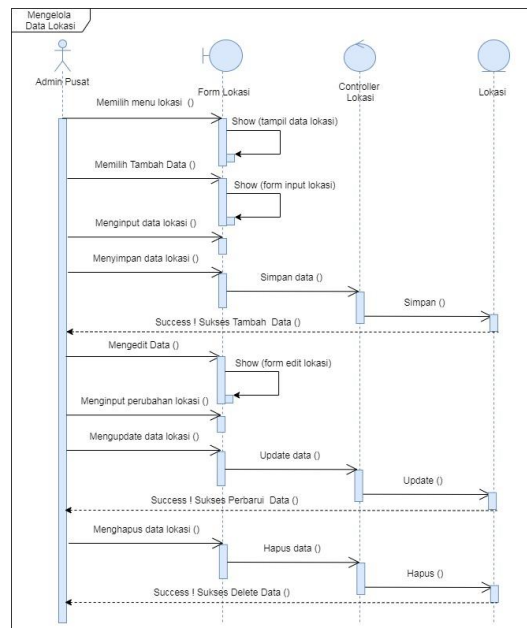 Mengelola
Data Lokasi
Admin Pusat
Form Lokasi
Controller
Lokasi
Lokasi
Memilih menu lokasi ()
Show (tampil data lokasi)
Memilih Tambah Data ()
Show (form input lokasi)
Menginput data lokasi ()
Menyimpan data lokasi ()
Simpan data ()
Simpan ()
Success ! Sukses Tambah Data ()
Mengedit Data ()
Show (form edit lokasi)
Menginput perubahan lokasi ()
Mengupdate data lokasi ()
Update data ()
Update ()
Success ! Sukses Perbarui Data ()
Menghapus data lokasi ()
Hapus data ()
Hapus ()
Success ! Sukses Delete Data ()